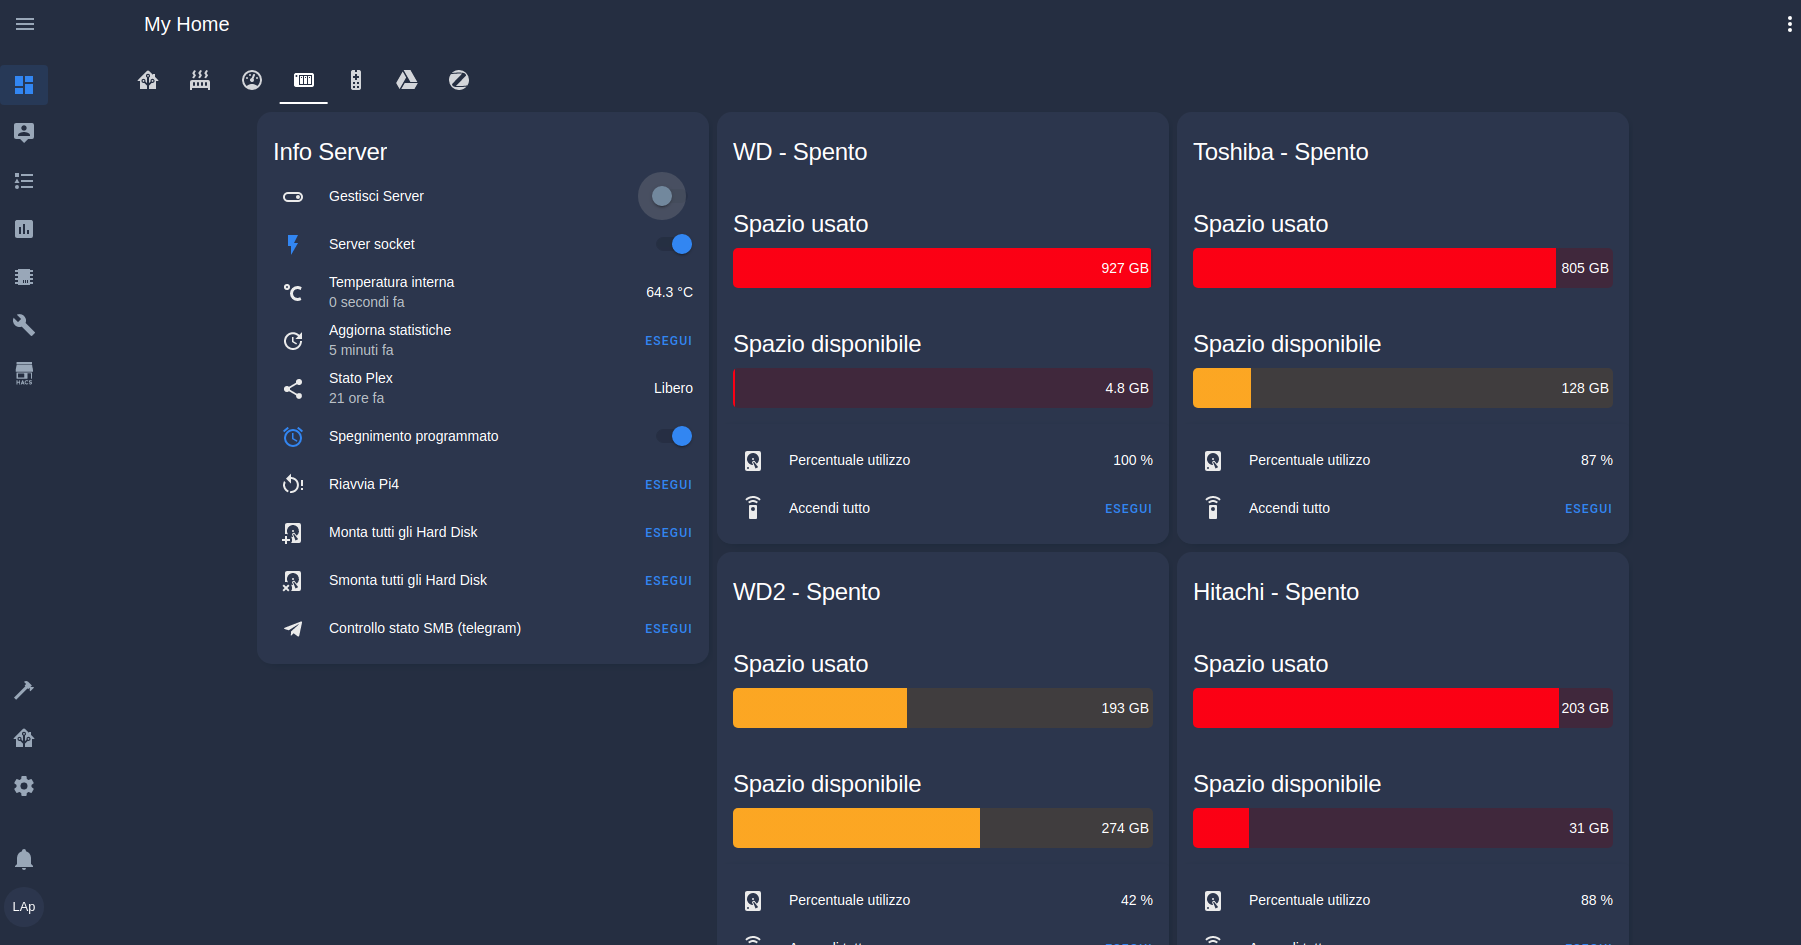 My Home
HACS
LAp
Info Server
Gestisci Server
Server socket
Temperatura interna
0 secondi fa
64.3 °C
Aggiorna statistiche
5 minuti fa
ESEGUI
Stato Plex
21 ore fa
Libero
Spegnimento programmato
Riavvia Pi4
ESEGUI
Monta tutti gli Hard Disk
ESEGUI
Smonta tutti gli Hard Disk
ESEGUI
Controllo stato SMB (telegram)
ESEGUI
WD - Spento
Spazio usato
927 GB
Spazio disponibile
4.8 GB
Percentuale utilizzo
100 %
Accendi tutto
ESEGUI
Toshiba - Spento
Spazio usato
805 GB
Spazio disponibile
128 GB
Percentuale utilizzo
87 %
Accendi tutto
ESEGUI
WD2 - Spento
Spazio usato
193 GB
Spazio disponibile
274 GB
Percentuale utilizzo
42 %
Hitachi - Spento
Spazio usato
203 GB
Spazio disponibile
31 GB
Percentuale utilizzo
88 %